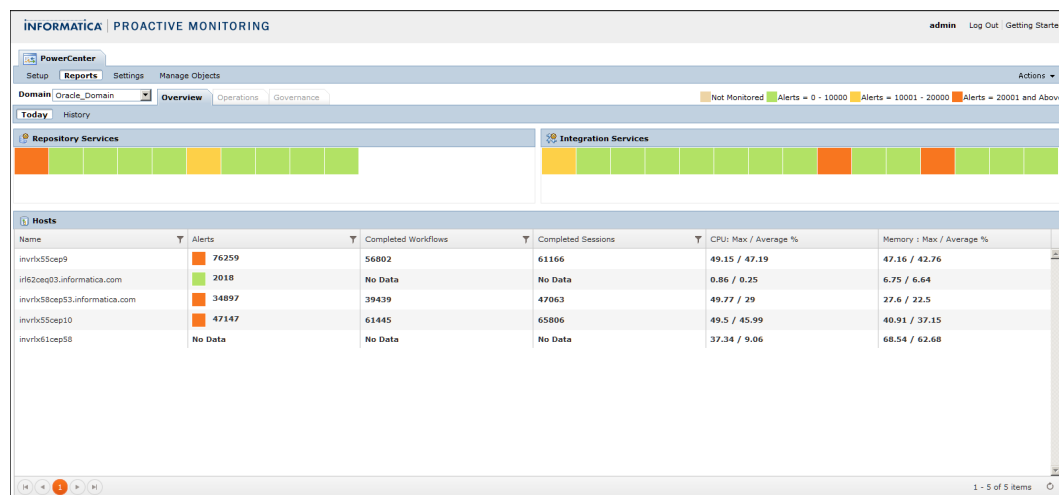 INFORMATICA | PROACTIVE MONITORING admin Log Out Getting Starte
PowerCenter
Setup Reports Settings Manage Objects Actions
Domain Oracle_Domain Overview Operations Governance Not Monitored Alerts = 0 - 10000 Alerts = 10001 - 20000 Alerts = 20001 and Above
Today History
Repository Services Integration Services
Hosts
Name Alerts Completed Workflows Completed Sessions CPU: Max / Average % Memory : Max / Average %
invrlx55cep9 76259 56802 61166 49.15 / 47.19 47.16 / 42.76
irl62ceq03.informatica.com 2018 No Data No Data 0.86 / 0.25 6.75 / 6.64
invrlx58cep53.informatica.com 34897 39439 47063 49.77 / 29 27.6 / 22.5
invrlx55cep10 47147 61445 65806 49.5 / 45.99 40.91 / 37.15
invrlx61cep58 No Data No Data No Data 37.34 / 9.06 68.54 / 62.68
1 1 - 5 of 5 items